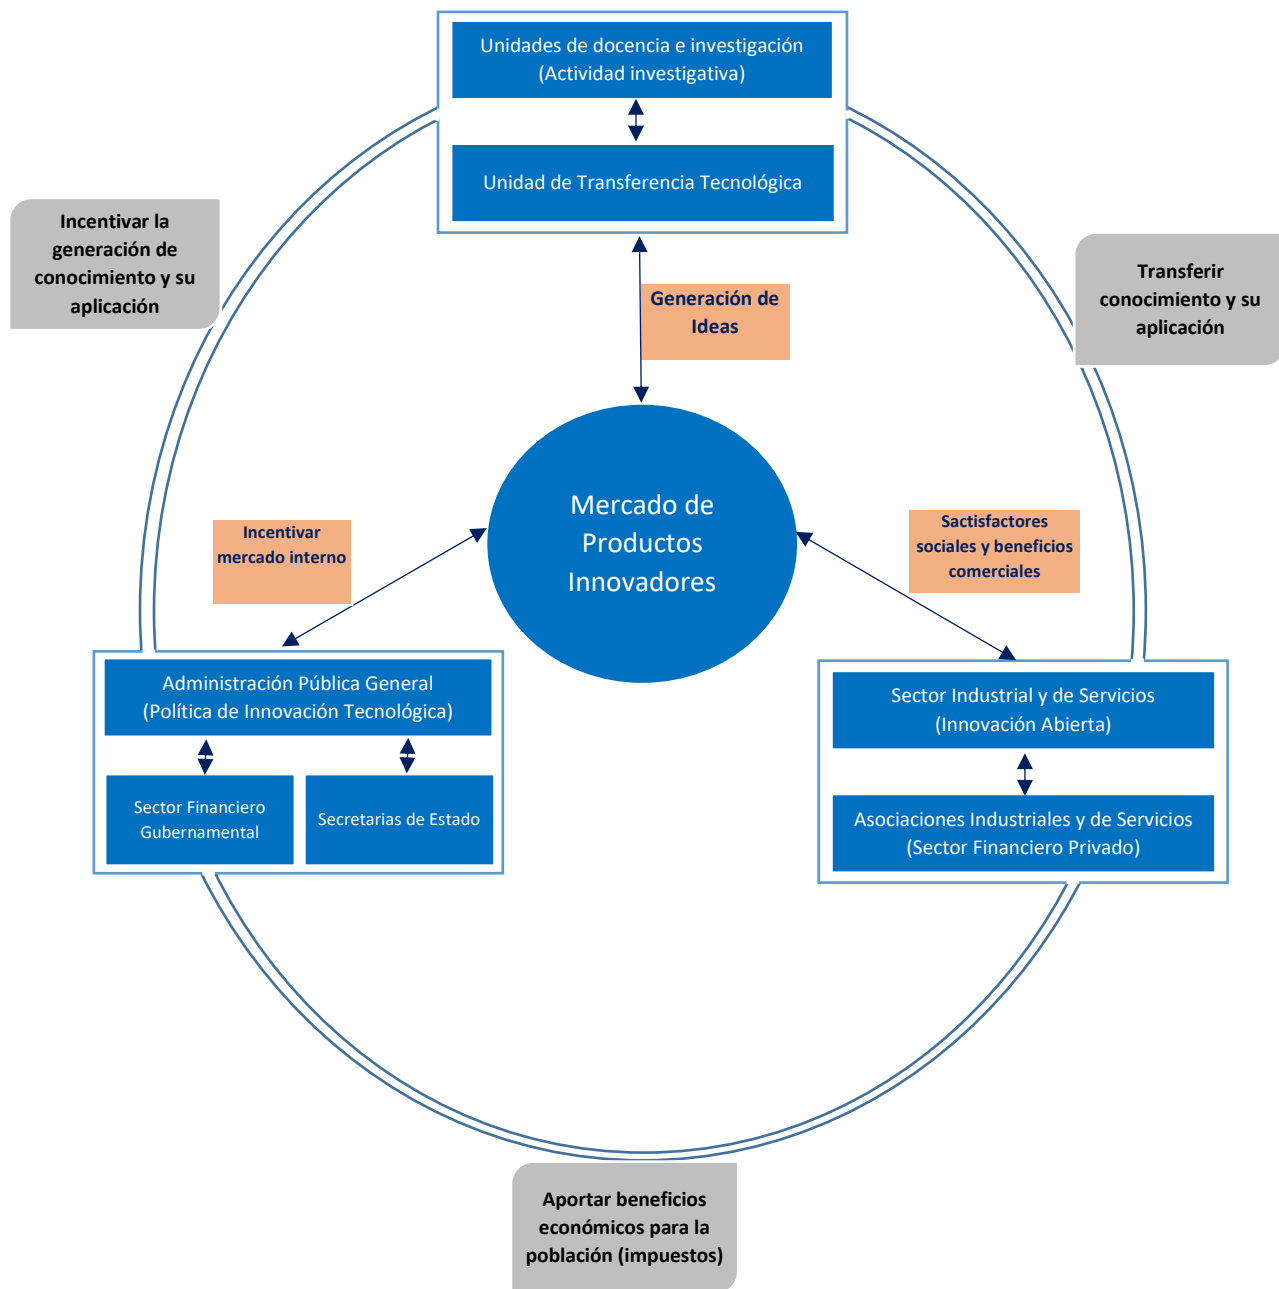 Unidades de docencia e investigación
(Actividad investigativa)
Unidad de Transferencia Tecnológica
Incentivar la
generación de
conocimiento y su
aplicación
Transferir
conocimiento y su
aplicación
Generación de
Ideas
Mercado de
Productos
Innovadores
Incentivar
mercado interno
Sactisfactores
sociales y beneficios
comerciales
Administración Pública General
(Política de Innovación Tecnológica)
Sector Financiero
Gubernamental
Secretarias de Estado
Sector Industrial y de Servicios
(Innovación Abierta)
Asociaciones Industriales y de Servicios
(Sector Financiero Privado)
Aportar beneficios
económicos para la
población (impuestos)